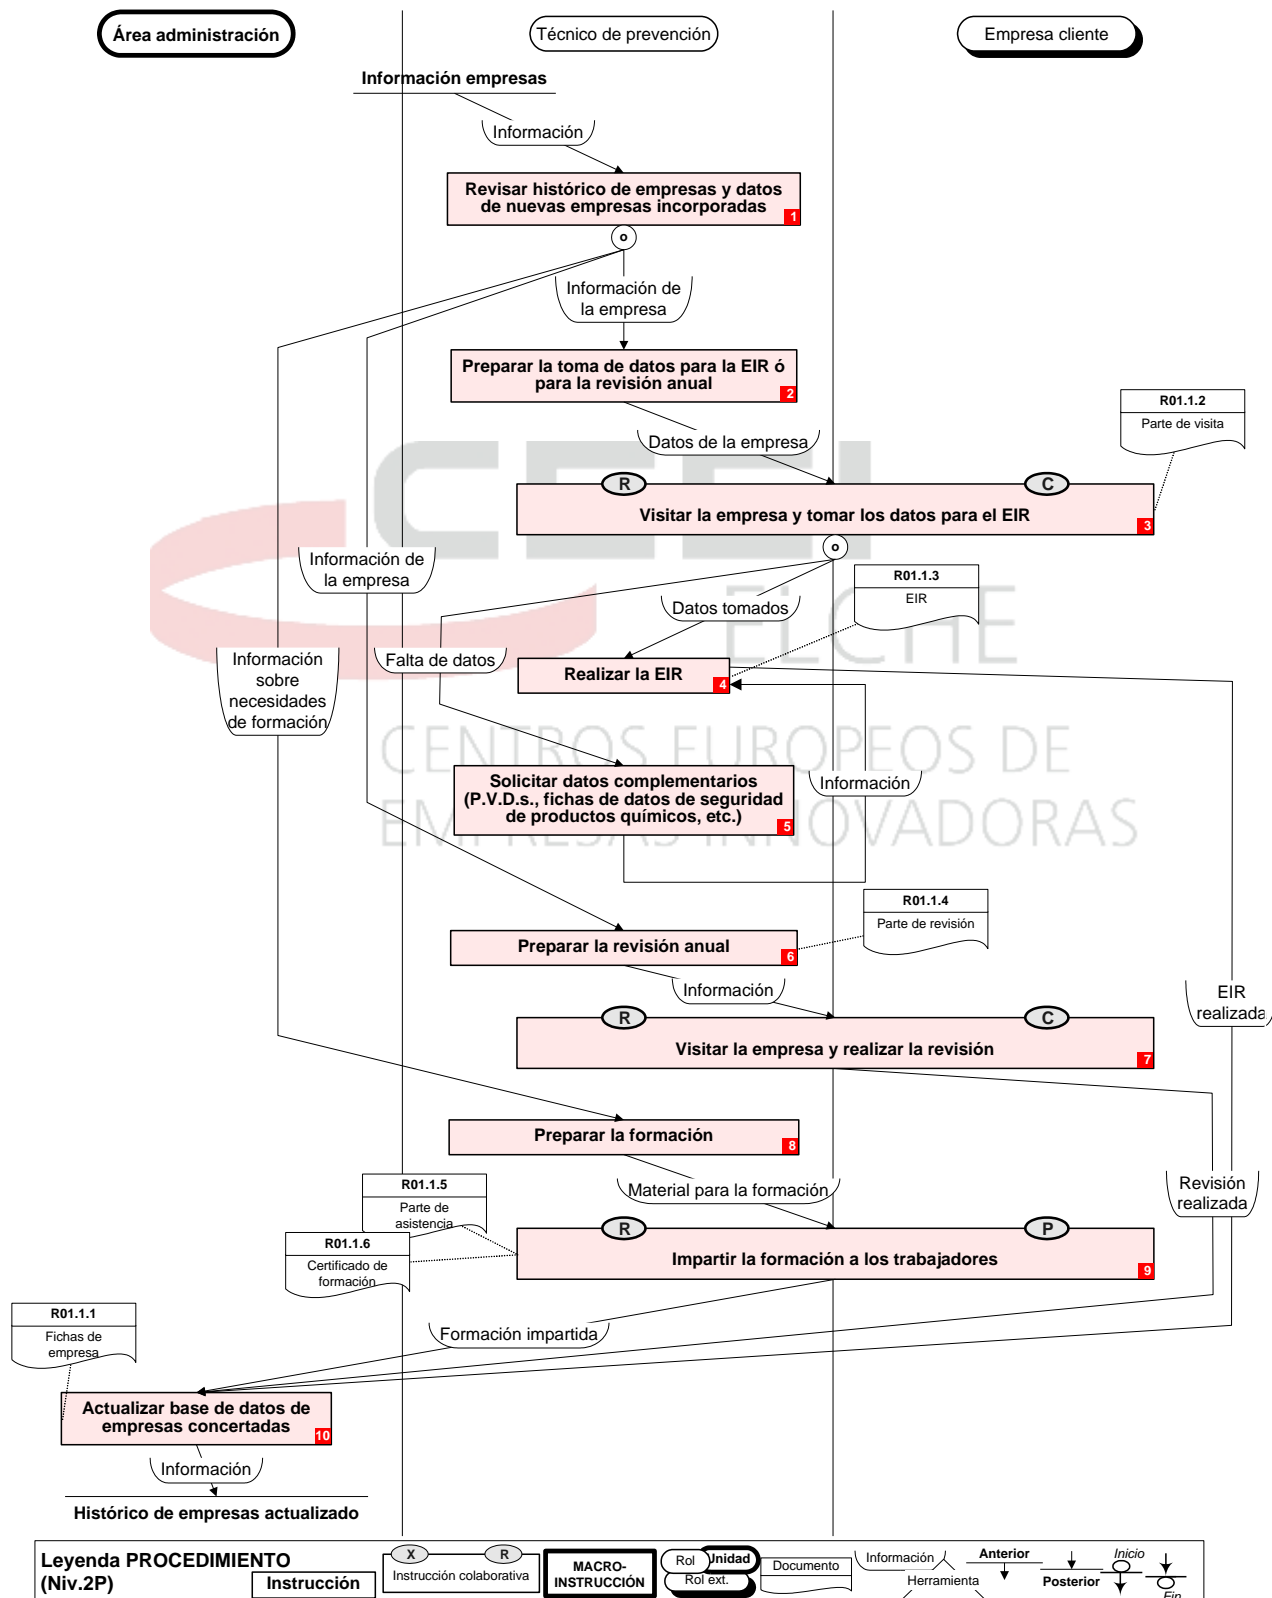 Área administración
Técnico de prevención
Empresa cliente
Información empresas
Información
Revisar histórico de empresas y datos
de nuevas empresas incorporadas
1
o
Información de
la empresa
Preparar la toma de datos para la EIR ó
para la revisión anual
2
R01.1.2
Parte de visita
Datos de la empresa
CEEI
R
C
Visitar la empresa y tomar los datos para el EIR
3
o
Información de
la empresa
R01.1.3
EIR
Datos tomados
ELCHE
Información
sobre
necesidades
de formación
Falta de datos
Realizar la EIR
4
CENTROS EUROPEOS DE
EMPRESAS INNOVADORAS
Solicitar datos complementarios
(P.V.D.s., fichas de datos de seguridad
de productos químicos, etc.)
5
Información
R01.1.4
Parte de revisión
Preparar la revisión anual
6
Información
EIR
realizada
R
C
Visitar la empresa y realizar la revisión
7
Preparar la formación
8
R01.1.5
Parte de
asistencia
Material para la formación
Revisión
realizada
R01.1.6
Certificado de
formación
R
P
Impartir la formación a los trabajadores
9
R01.1.1
Fichas de
empresa
Formación impartida
Actualizar base de datos de
empresas concertadas
10
Información
Histórico de empresas actualizado
Leyenda PROCEDIMIENTO
(Niv.2P)
Instrucción
X
R
Instrucción colaborativa
MACRO-
INSTRUCCIÓN
Rol
Unidad
Rol ext.
Documento
Información
Herramienta
Anterior
Posterior
Inicio
Fin